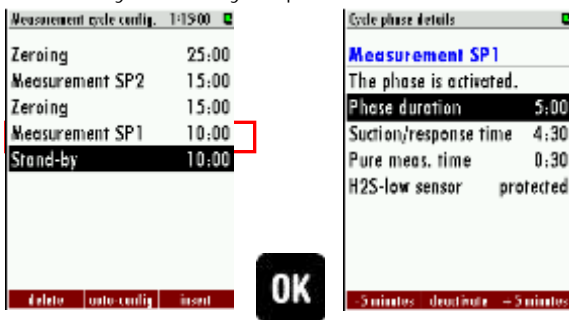 Measurement cycle config. 1:15:00
Zeroing 25:00
Measurement SP2 15:00
Zeroing 15:00
Measurement SP1 10:00
Stand-by 10:00
delete auto-config insert
OK
Cycle phase details
Measurement SP1
The phase is activated.
Phase duration 5:00
Suction/response time 4:30
Pure meas. time 0:30
H2S-low sensor protected
-5 minutes deactivate +5 minutes